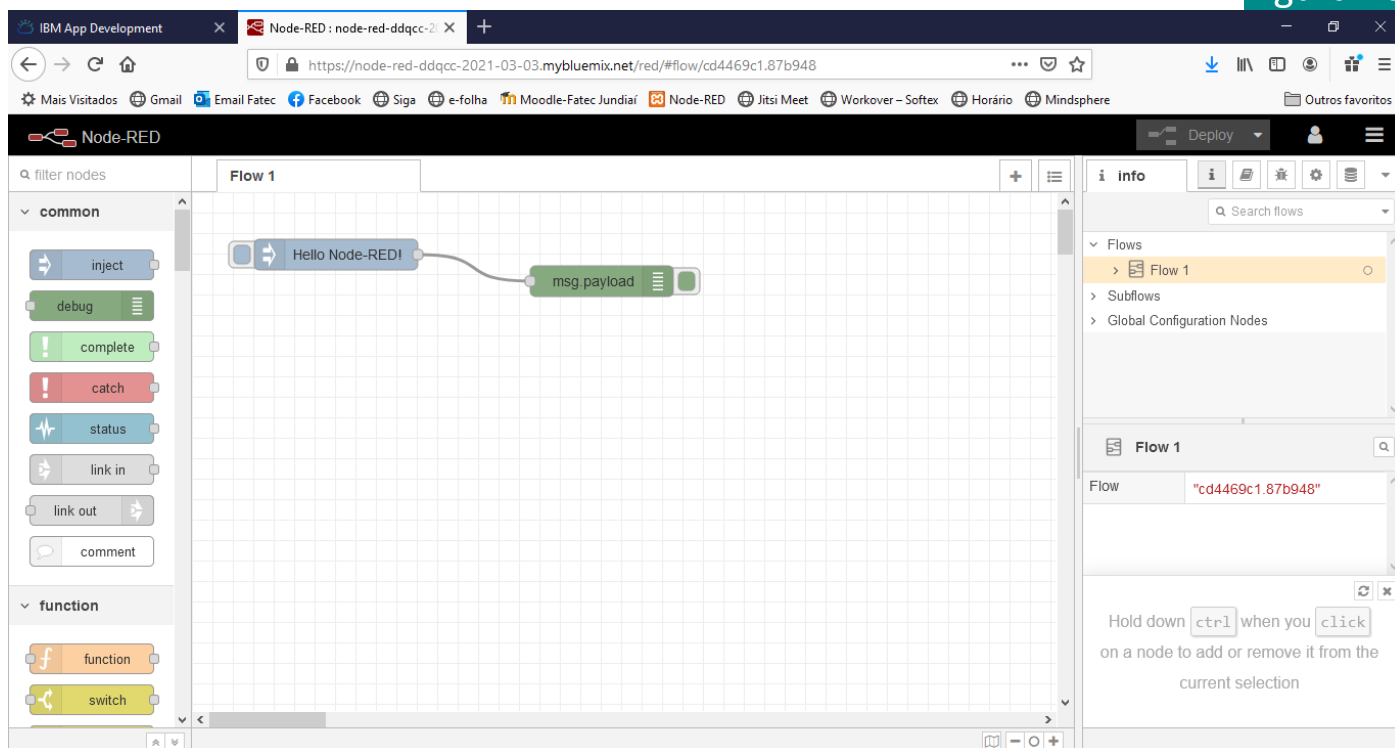 IBM App Development
Node-RED : node-red-ddqcc-2
https://node-red-ddqcc-2021-03-03.mybluemix.net/red/#flow/cd4469c1.87b948
Mais Visitados Gmail Email Fatec Facebook Siga e-folha Moodle-Fatec Jundiaí Node-RED Jitsi Meet Workover – Softex Horário Mindsphere Outros favoritos
Node-RED Deploy
filter nodes
Flow 1
i info
common
Search flows
Flows
Flow 1
Subflows
Global Configuration Nodes
Hello Node-RED!
msg.payload
inject
debug
complete
catch
status
link in
link out
comment
function
function
switch
Flow 1
Flow "cd4469c1.87b948"
Hold down ctrl when you click
on a node to add or remove it from the
current selection